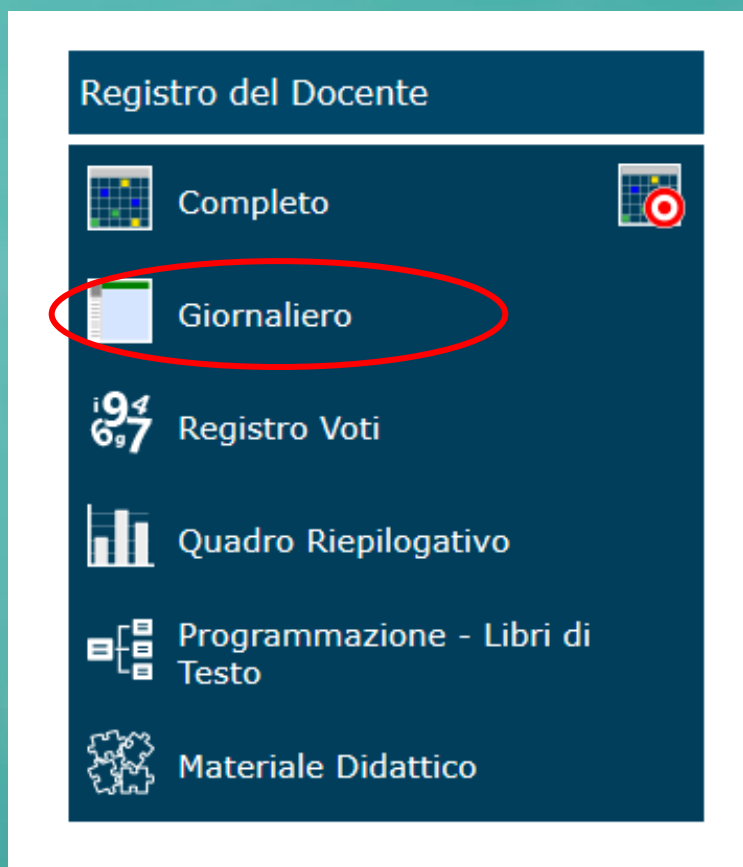 Registro del Docente
Completo
Giornaliero
Registro Voti
Quadro Riepilogativo
Programmazione - Libri di
Testo
Materiale Didattico